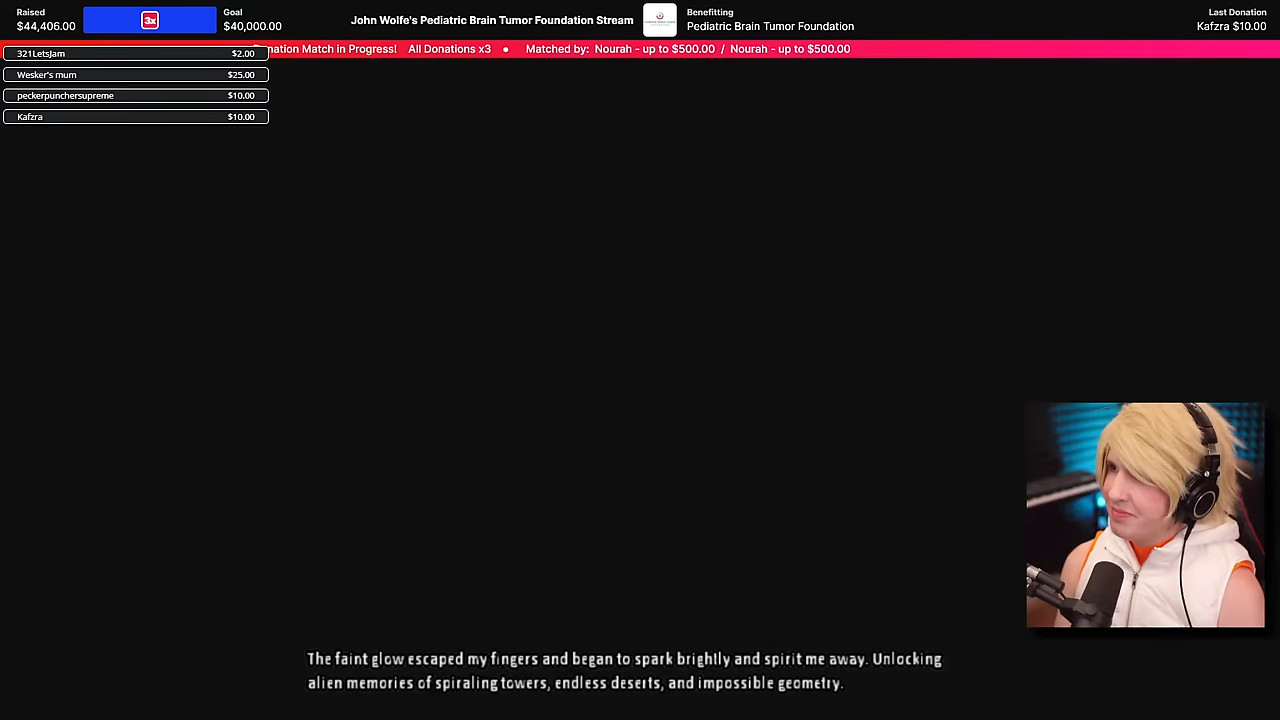 Raised
$44,406.00
3x
Goal
$40,000.00
John Wolfe's Pediatric Brain Tumor Foundation Stream
Benefitting
Pediatric Brain Tumor Foundation
Last Donation
Kafzra $10.00
nation Match in Progress! All Donations x3 • Matched by: Nourah - up to $500.00 / Nourah - up to $500.00
321LetsJam $2.00
Wesker's mum $25.00
peckerpunchersupreme $10.00
Kafzra $10.00
The faint glow escaped my fingers and began to spark brightly and spirit me away. Unlocking
alien memories of spiraling towers, endless deserts, and impossible geometry.